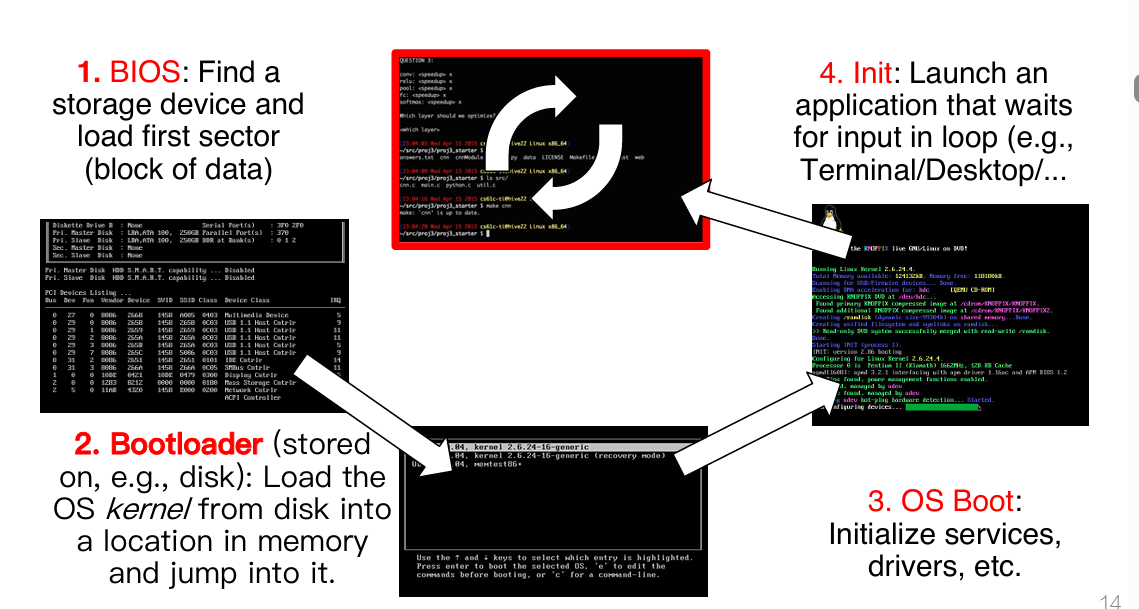 1. BIOS: Find a
storage device and
load first sector
(block of data)
QUESTION 3:
conv: <speedup> x
relu: <speedup> x
pool: <speedup> x
fc: <speedup> x
softmax: <speedup> x
Which layer should we optimize?
<which layer>
Linux x86_64
~/src/proj3/proj3_starter $
answers.txt cnn cnnModule py data LICENSE Makefile web
Linux x86_64
~/src/proj3/proj3_starter $ ls src/
cnn.c main.c python.c util.c
cs61c-ti@hive22 Linux x86_64
~/src/proj3/proj3_starter $ make cnn
make: 'cnn' is up to date.
cs61c-ti@hive22 Linux x86_64
~/src/proj3/proj3_starter $
4. Init: Launch an
application that waits
for input in loop (e.g.,
Terminal/Desktop/...
Diskette Drive B : None Serial Port(s) : 3F0 2F0
Pri. Master Disk : LBA,ATA 100, 250GB Parallel Port(s) : 370
Pri. Slave Disk : LBA,ATA 100, 250GB DDR at Bank(s) : 0 1 2
Sec. Master Disk : None
Sec. Slave Disk : None
Pri. Master Disk HDD S.M.A.R.T. capability ... Disabled
Pri. Slave Disk HDD S.M.A.R.T. capability ... Disabled
PCI Devices Listing ...
Bus Dev Fun Vendor Device SVID SSID Class Device Class IRQ
0 27 0 8086 2668 1458 A005 0403 Multimedia Device 5
0 29 0 8086 2658 1458 2658 0C03 USB 1.1 Host Cntrlr 9
0 29 1 8086 2659 1458 2659 0C03 USB 1.1 Host Cntrlr 11
0 29 2 8086 265A 1458 265A 0C03 USB 1.1 Host Cntrlr 11
0 29 3 8086 265B 1458 265A 0C03 USB 1.1 Host Cntrlr 5
0 29 7 8086 265C 1458 5006 0C03 USB 1.1 Host Cntrlr 9
0 31 2 8086 2651 1458 2651 0101 IDE Cntrlr 14
0 31 3 8086 266A 1458 266A 0C05 SMBus Cntrlr 11
1 0 0 10DE 0421 10DE 0479 0300 Display Cntrlr
2 0 0 1283 8212 0000 0000 0180 Mass Storage Cntrlr
2 5 0 11AB 4320 1458 E000 0200 Network Cntrlr
ACPI Controller
the KNOPPIX live GNU/Linux on DVD!
Running Linux Kernel 2.6.24.4.
Total Memory available: 124132kB, Memory free: 118180kB.
Scanning for USB/Firewire devices... Done.
Enabling DMA acceleration for: hdc [QEMU CD-ROM]
Accessing KNOPPIX DVD at /dev/hdc...
Found primary KNOPPIX compressed image at /cdrom/KNOPPIX/KNOPPIX.
Found additional KNOPPIX compressed image at /cdrom/KNOPPIX/KNOPPIX2.
Creating /ramdisk (dynamic size=99304k) on shared memory...Done.
Creating unified filesystem and symlinks on ramdisk...
>> Read-only DVD system successfully merged with read-write /ramdisk.
Done.
Starting INIT (process 1).
INIT: version 2.86 booting
Configuring for Linux Kernel 2.6.24.4.
Processor 0 is Pentium II (Klamath) 1662MHz, 128 KB Cache
apmd[1608]: apmd 3.2.1 interfacing with apm driver 1.16ac and APM BIOS 1.2
found, power management functions enabled.
found, managed by udev
found, managed by udev
udev hot-plug hardware detection... Started.
configuring devices...
2. Bootloader (stored
on, e.g., disk): Load the
OS kernel from disk into
a location in memory
and jump into it.
.04, kernel 2.6.24-16-generic
.04, kernel 2.6.24-16-generic (recovery mode)
04, memtest86+
Use the ↑ and ↓ keys to select which entry is highlighted.
Press enter to boot the selected OS, 'e' to edit the
commands before booting, or 'c' for a command-line.
3. OS Boot:
Initialize services,
drivers, etc.
14